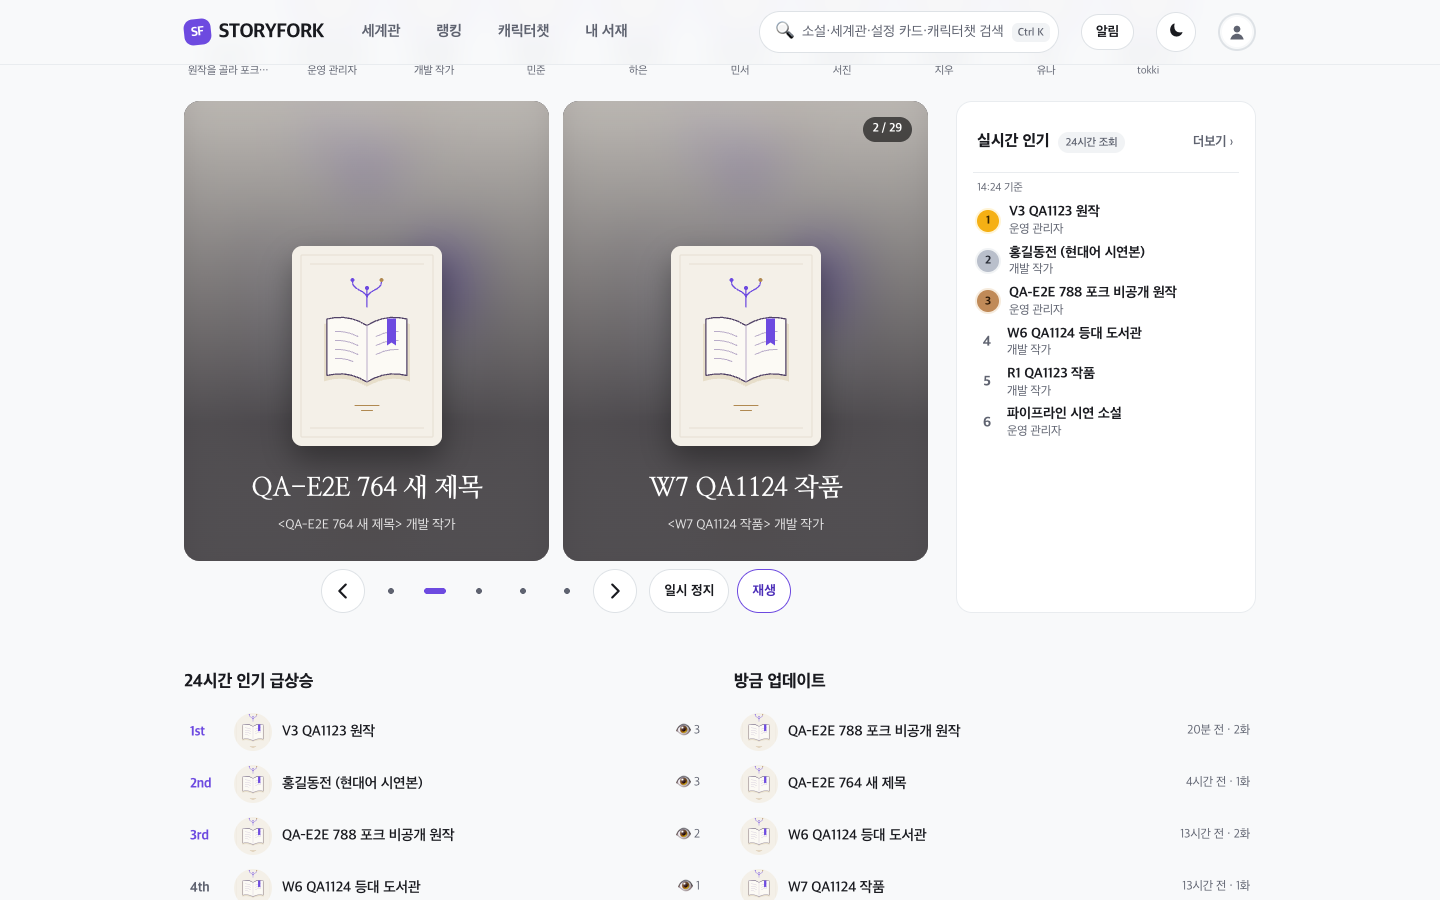 SF STORYFORK 세계관 랭킹 캐릭터챗 내 서재 소설·세계관·설정 카드·캐릭터챗 검색 Ctrl K 알림
원작을 골라 포크… 운영 관리자 개발 작가 민준 하은 민서 서진 지우 유나 tokki
2 / 29
QA-E2E 764 새 제목
<QA-E2E 764 새 제목> 개발 작가
W7 QA1124 작품
<W7 QA1124 작품> 개발 작가
일시 정지 재생
실시간 인기 24시간 조회 더보기 ›
14:24 기준
1 V3 QA1123 원작
운영 관리자
2 홍길동전 (현대어 시연본)
개발 작가
3 QA-E2E 788 포크 비공개 원작
운영 관리자
4 W6 QA1124 등대 도서관
개발 작가
5 R1 QA1123 작품
개발 작가
6 파이프라인 시연 소설
운영 관리자
24시간 인기 급상승
1st V3 QA1123 원작 3
2nd 홍길동전 (현대어 시연본) 3
3rd QA-E2E 788 포크 비공개 원작 2
4th W6 QA1124 등대 도서관 1
방금 업데이트
QA-E2E 788 포크 비공개 원작 20분 전 · 2화
QA-E2E 764 새 제목 4시간 전 · 1화
W6 QA1124 등대 도서관 13시간 전 · 2화
W7 QA1124 작품 13시간 전 · 1화